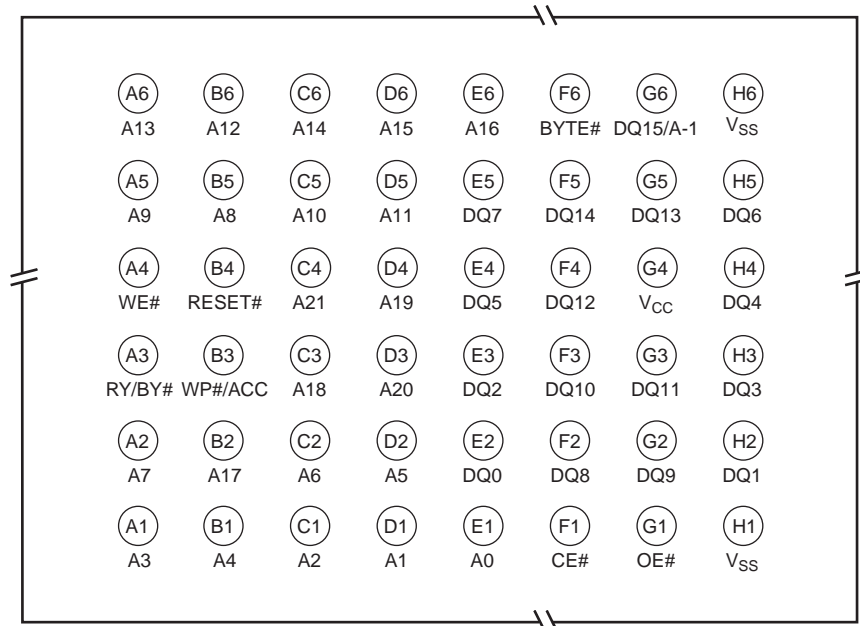 A6 B6 C6 D6 E6 F6 G6 H6
A13 A12 A14 A15 A16 BYTE# DQ15/A-1 VSS
A5 B5 C5 D5 E5 F5 G5 H5
A9 A8 A10 A11 DQ7 DQ14 DQ13 DQ6
A4 B4 C4 D4 E4 F4 G4 H4
WE# RESET# A21 A19 DQ5 DQ12 VCC DQ4
A3 B3 C3 D3 E3 F3 G3 H3
RY/BY# WP#/ACC A18 A20 DQ2 DQ10 DQ11 DQ3
A2 B2 C2 D2 E2 F2 G2 H2
A7 A17 A6 A5 DQ0 DQ8 DQ9 DQ1
A1 B1 C1 D1 E1 F1 G1 H1
A3 A4 A2 A1 A0 CE# OE# VSS